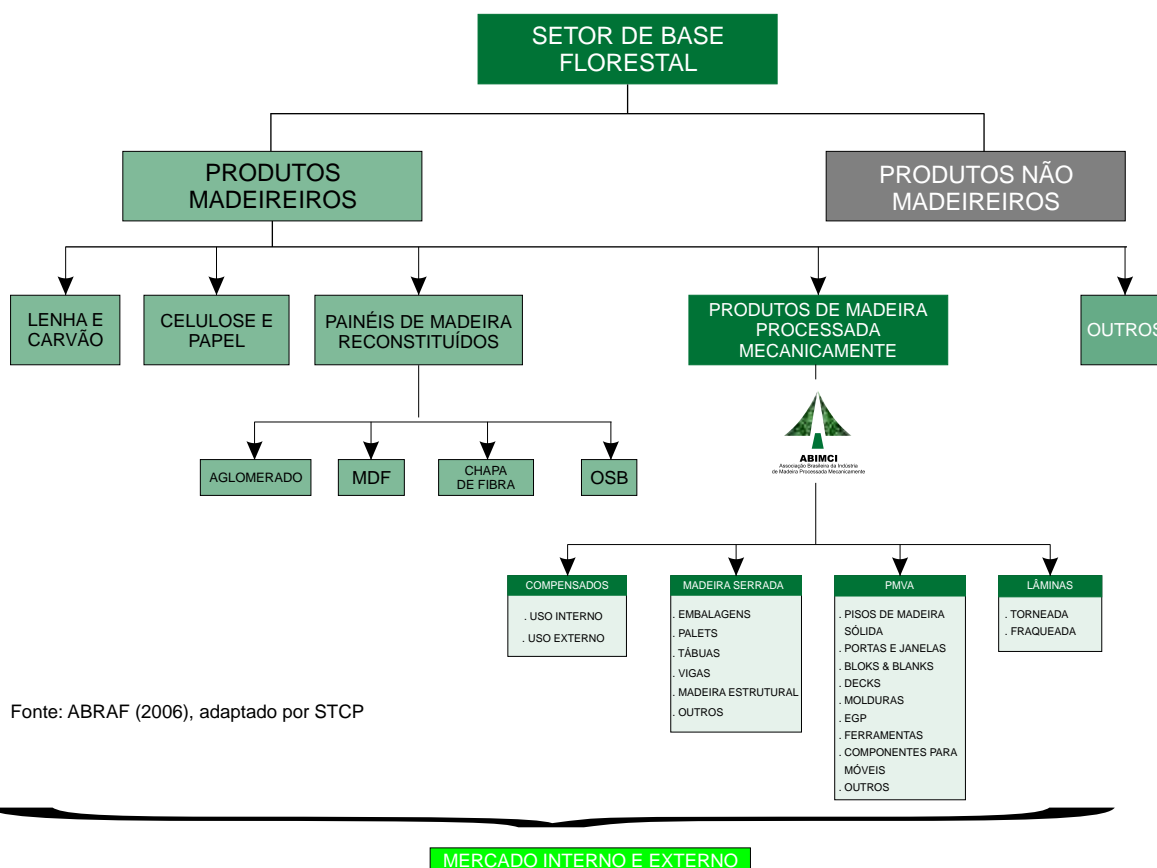 SETOR DE BASE
FLORESTAL
PRODUTOS
MADEIREIROS
PRODUTOS NÃO
MADEIREIROS
LENHA E
CARVÃO
CELULOSE E
PAPEL
PAINÉIS DE MADEIRA
RECONSTITUÍDOS
PRODUTOS DE MADEIRA
PROCESSADA
MECANICAMENTE
OUTROS
ABIMCI
Associação Brasileira da Indústria
de Madeira Processada Mecanicamente
AGLOMERADO
MDF
CHAPA
DE FIBRA
OSB
COMPENSADOS
. USO INTERNO
. USO EXTERNO
MADEIRA SERRADA
. EMBALAGENS
. PALETS
. TÁBUAS
. VIGAS
. MADEIRA ESTRUTURAL
. OUTROS
PMVA
. PISOS DE MADEIRA
SÓLIDA
. PORTAS E JANELAS
. BLOKS & BLANKS
. DECKS
. MOLDURAS
. EGP
. FERRAMENTAS
. COMPONENTES PARA
MÓVEIS
. OUTROS
LÂMINAS
. TORNEADA
. FRAQUEADA
Fonte: ABRAF (2006), adaptado por STCP
MERCADO INTERNO E EXTERNO